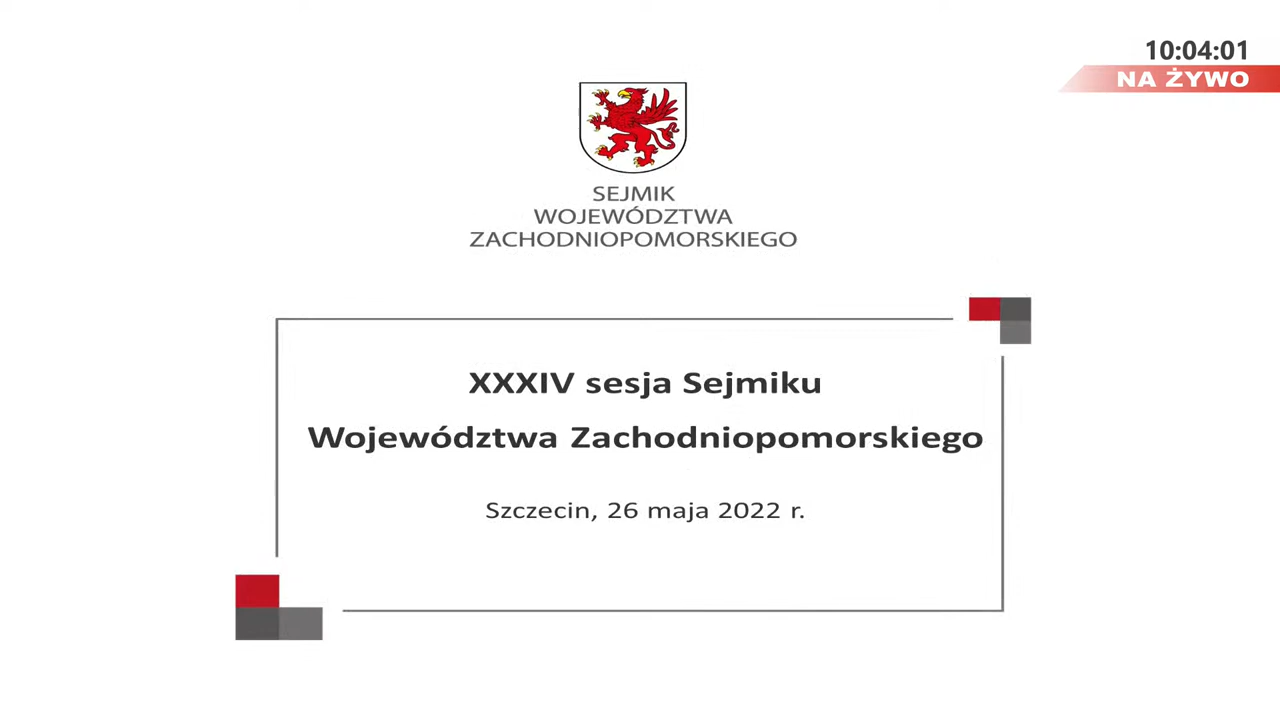 10:04:01
NA ŻYWO
SEJMIK
WOJEWÓDZTWA
ZACHODNIOPOMORSKIEGO
XXXIV sesja Sejmiku
Województwa Zachodniopomorskiego
Szczecin, 26 maja 2022 r.